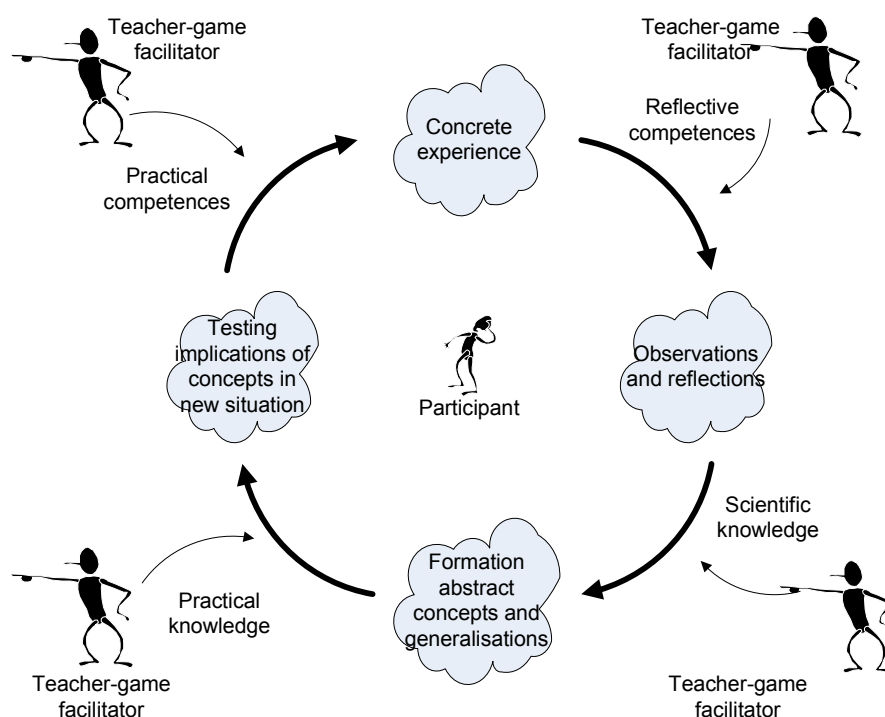 Teacher-game
facilitator
Teacher-game
facilitator
Concrete
experience
Reflective
competences
Practical
competences
Testing
implications of
concepts in
new situation
Observations
and reflections
Participant
Scientific
knowledge
Formation
abstract
concepts and
generalisations
Practical
knowledge
Teacher-game
facilitator
Teacher-game
facilitator